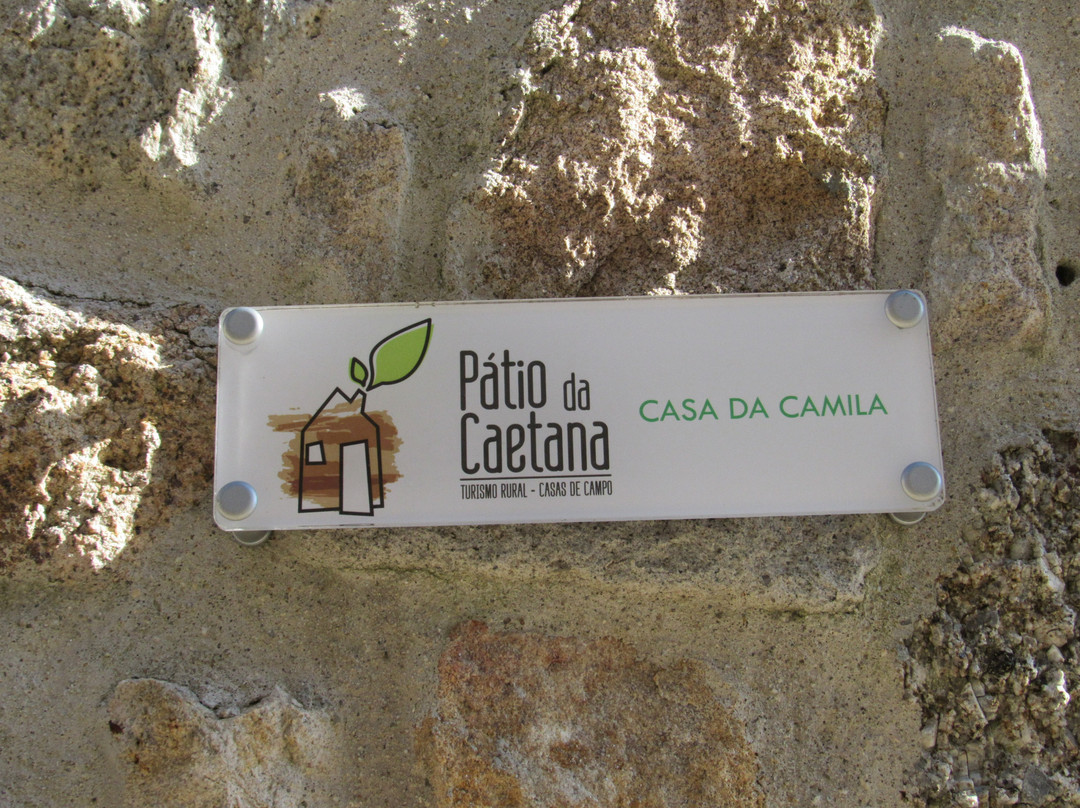 Pátio da
Caetana
TURISMO RURAL - CASAS DE CAMPO
CASA DA CAMILA